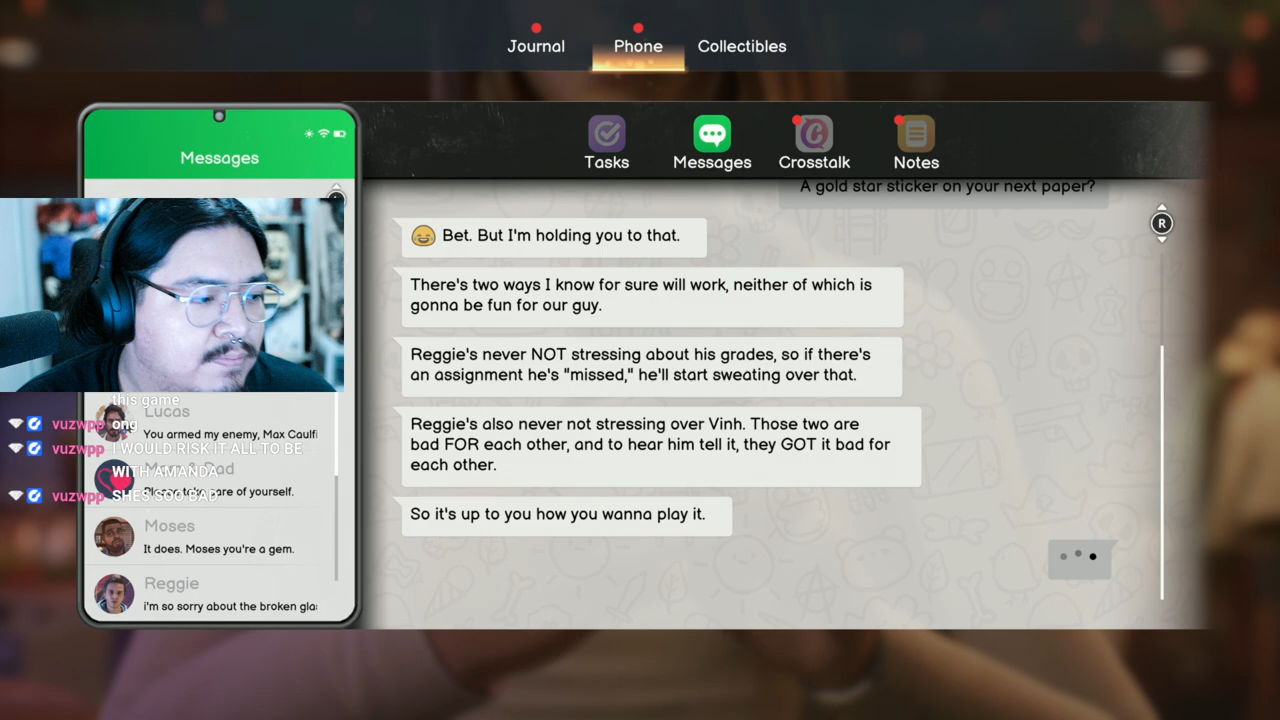 Journal
Phone
Collectibles
Messages
Tasks
Messages
Crosstalk
Notes
A gold star sticker on your next paper?
R
Bet. But I'm holding you to that.
There's two ways I know for sure will work, neither of which is
gonna be fun for our guy.
Reggie's never NOT stressing about his grades, so if there's
an assignment he's "missed," he'll start sweating over that.
Reggie's also never not stressing over Vinh. Those two are
bad FOR each other, and to hear him tell it, they GOT it bad for
each other.
So it's up to you how you wanna play it.
this game
vuzwpp ong
vuzwpp I WOULD RISK IT ALL TO BE
WITH AMANDA
vuzwpp SHES SOO BAD
Lucas
You armed my enemy, Max Caulfi
Dad
Please take care of yourself.
Moses
It does. Moses you're a gem.
Reggie
i'm so sorry about the broken gla